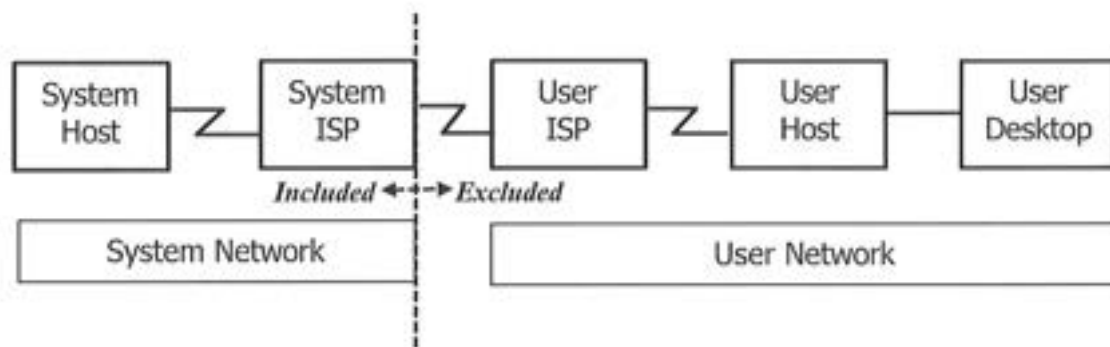 System
Host
System
ISP
User
ISP
User
Host
User
Desktop
Included Excluded
System Network
User Network